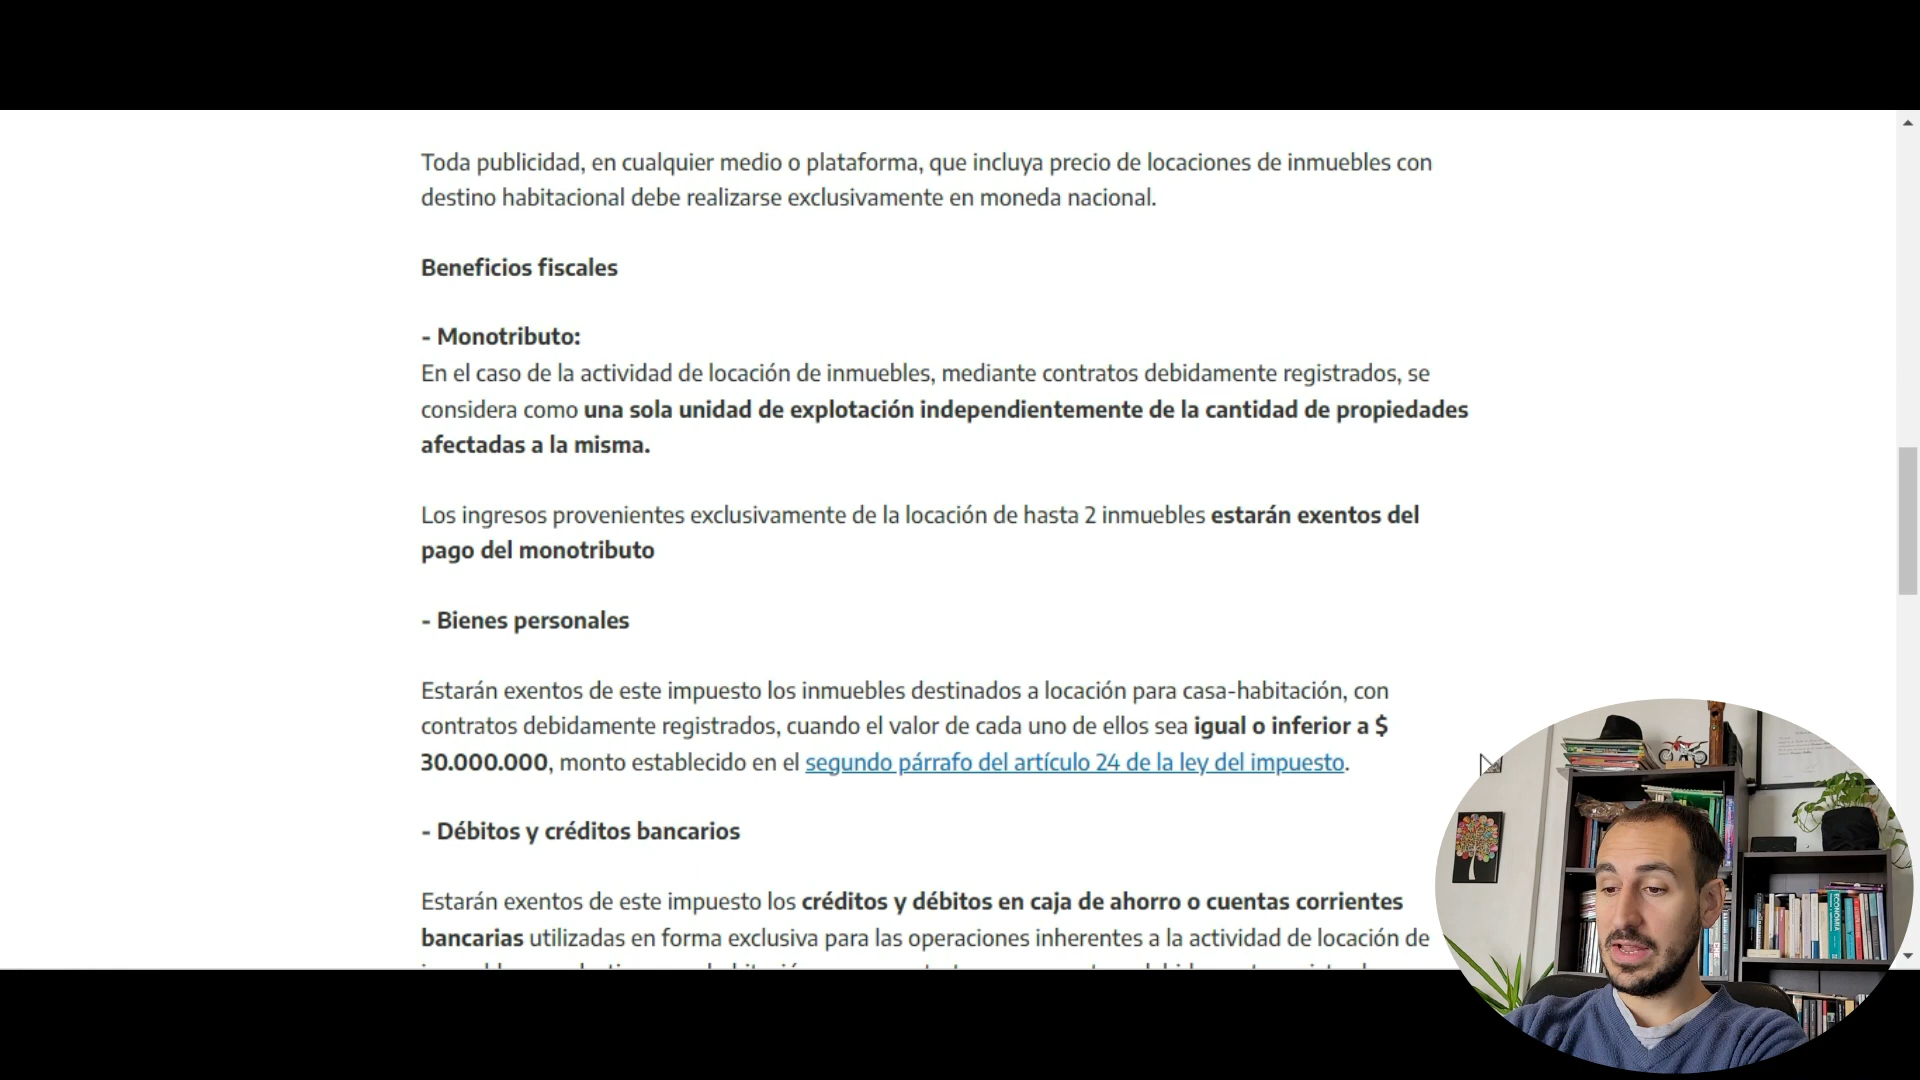 Toda publicidad, en cualquier medio o plataforma, que incluya precio de locaciones de inmuebles con
destino habitacional debe realizarse exclusivamente en moneda nacional.
Beneficios fiscales
- Monotributo:
En el caso de la actividad de locación de inmuebles, mediante contratos debidamente registrados, se
considera como una sola unidad de explotación independientemente de la cantidad de propiedades
afectadas a la misma.
Los ingresos provenientes exclusivamente de la locación de hasta 2 inmuebles estarán exentos del
pago del monotributo
- Bienes personales
Estarán exentos de este impuesto los inmuebles destinados a locación para casa-habitación, con
contratos debidamente registrados, cuando el valor de cada uno de ellos sea igual o inferior a $
30.000.000, monto establecido en el segundo párrafo del artículo 24 de la ley del impuesto.
- Débitos y créditos bancarios
Estarán exentos de este impuesto los créditos y débitos en caja de ahorro o cuentas corrientes
bancarias utilizadas en forma exclusiva para las operaciones inherentes a la actividad de locación de
ECONOMIA